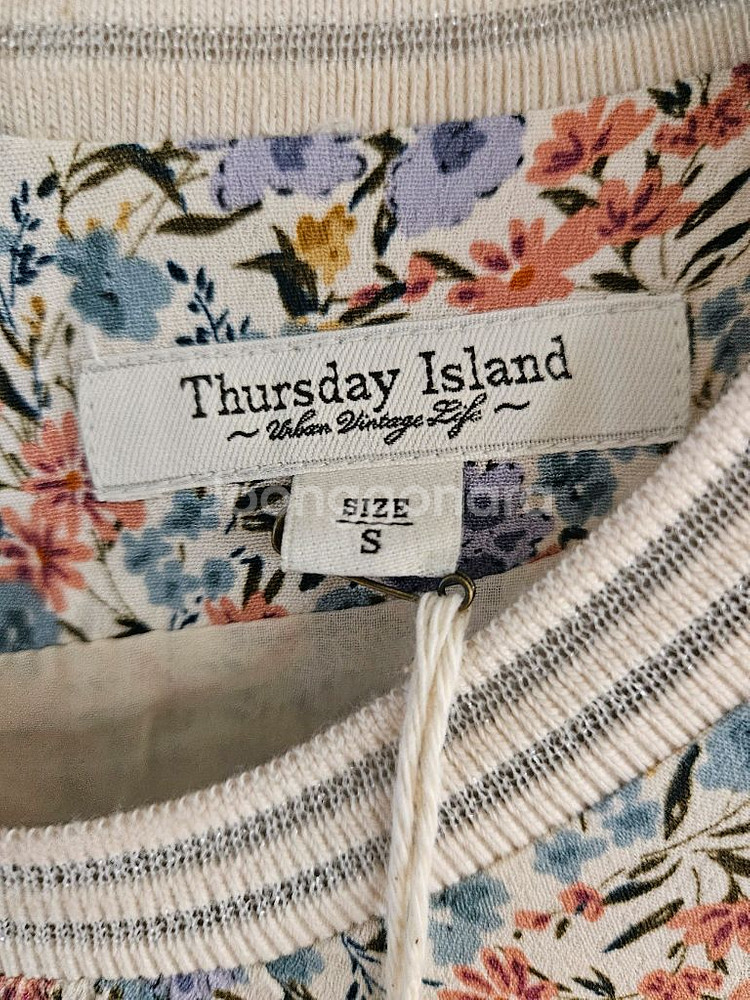 Thursday Island
~ Urban Vintage Life ~
SIZE
S